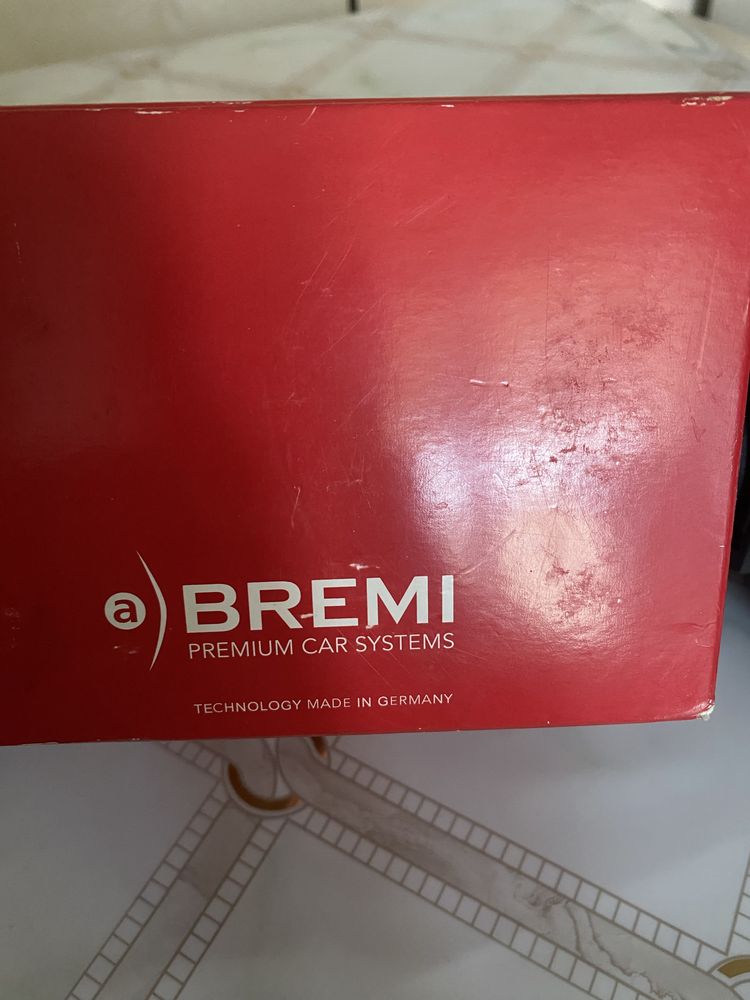 a) BREMI
PREMIUM CAR SYSTEMS
TECHNOLOGY MADE IN GERMANY